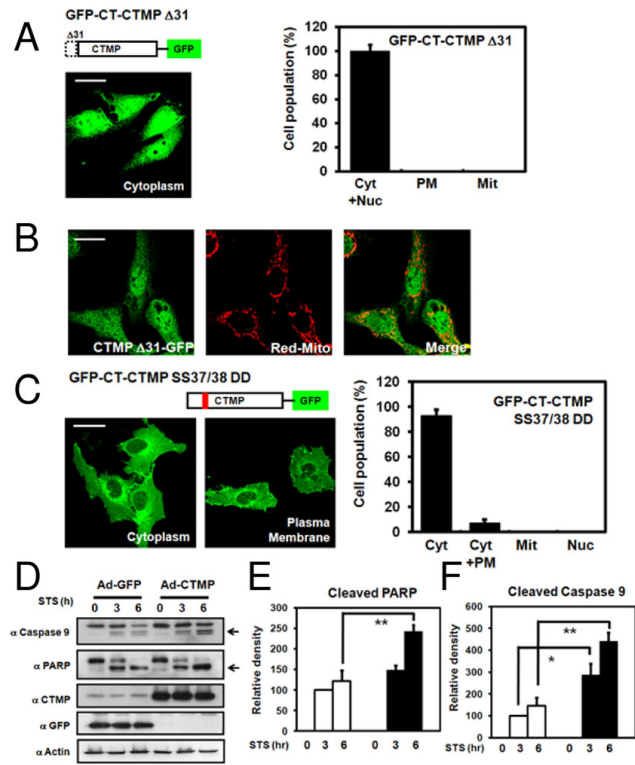 A
GFP-CT-CTMP Δ31
Δ31
CTMP
GFP
Cytoplasm
Cell population (%)
120
100
80
60
40
20
0
GFP-CT-CTMP Δ31
Cyt PM Mit
+Nuc
B
CTMP Δ31-GFP
Red-Mito
Merge
C
GFP-CT-CTMP SS37/38 DD
CTMP
GFP
Cytoplasm
Plasma
Membrane
Cell population (%)
120
100
80
60
40
20
0
GFP-CT-CTMP
SS37/38 DD
Cyt Cyt Mit Nuc
+PM
D
Ad-GFP Ad-CTMP
STS (h) 0 3 6 0 3 6
α Caspase 9
α PARP
α CTMP
α GFP
α Actin
E
Cleaved PARP
Relative density
300
250
200
150
100
50
0
**
STS (hr) 0 3 6 0 3 6
F
Cleaved Caspase 9
Relative density
600
500
400
300
200
100
0
**
*
STS (hr) 0 3 6 0 3 6